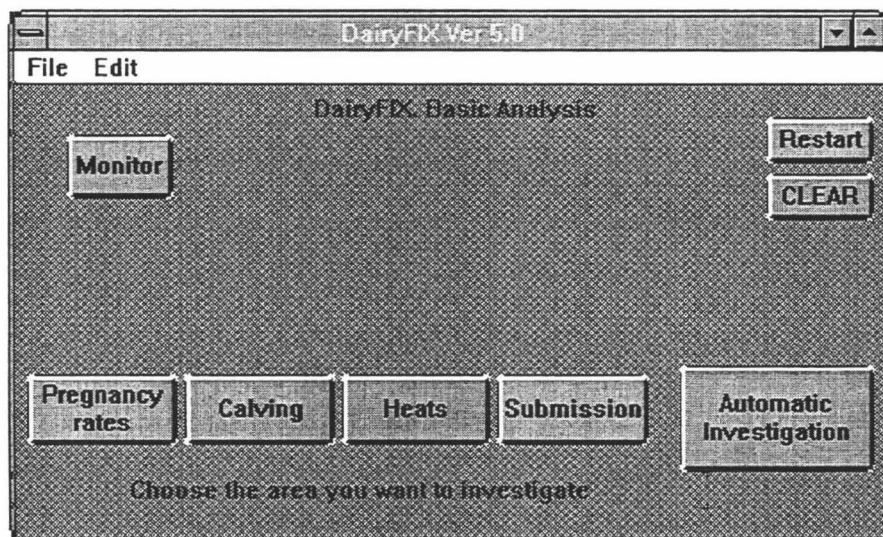 DairyFIX Ver 5.0
File Edit
DairyFIX. Basic Analysis
Monitor
Restart
CLEAR
Pregnancy
rates
Calving
Heats
Submission
Automatic
Investigation
Choose the area you want to investigate